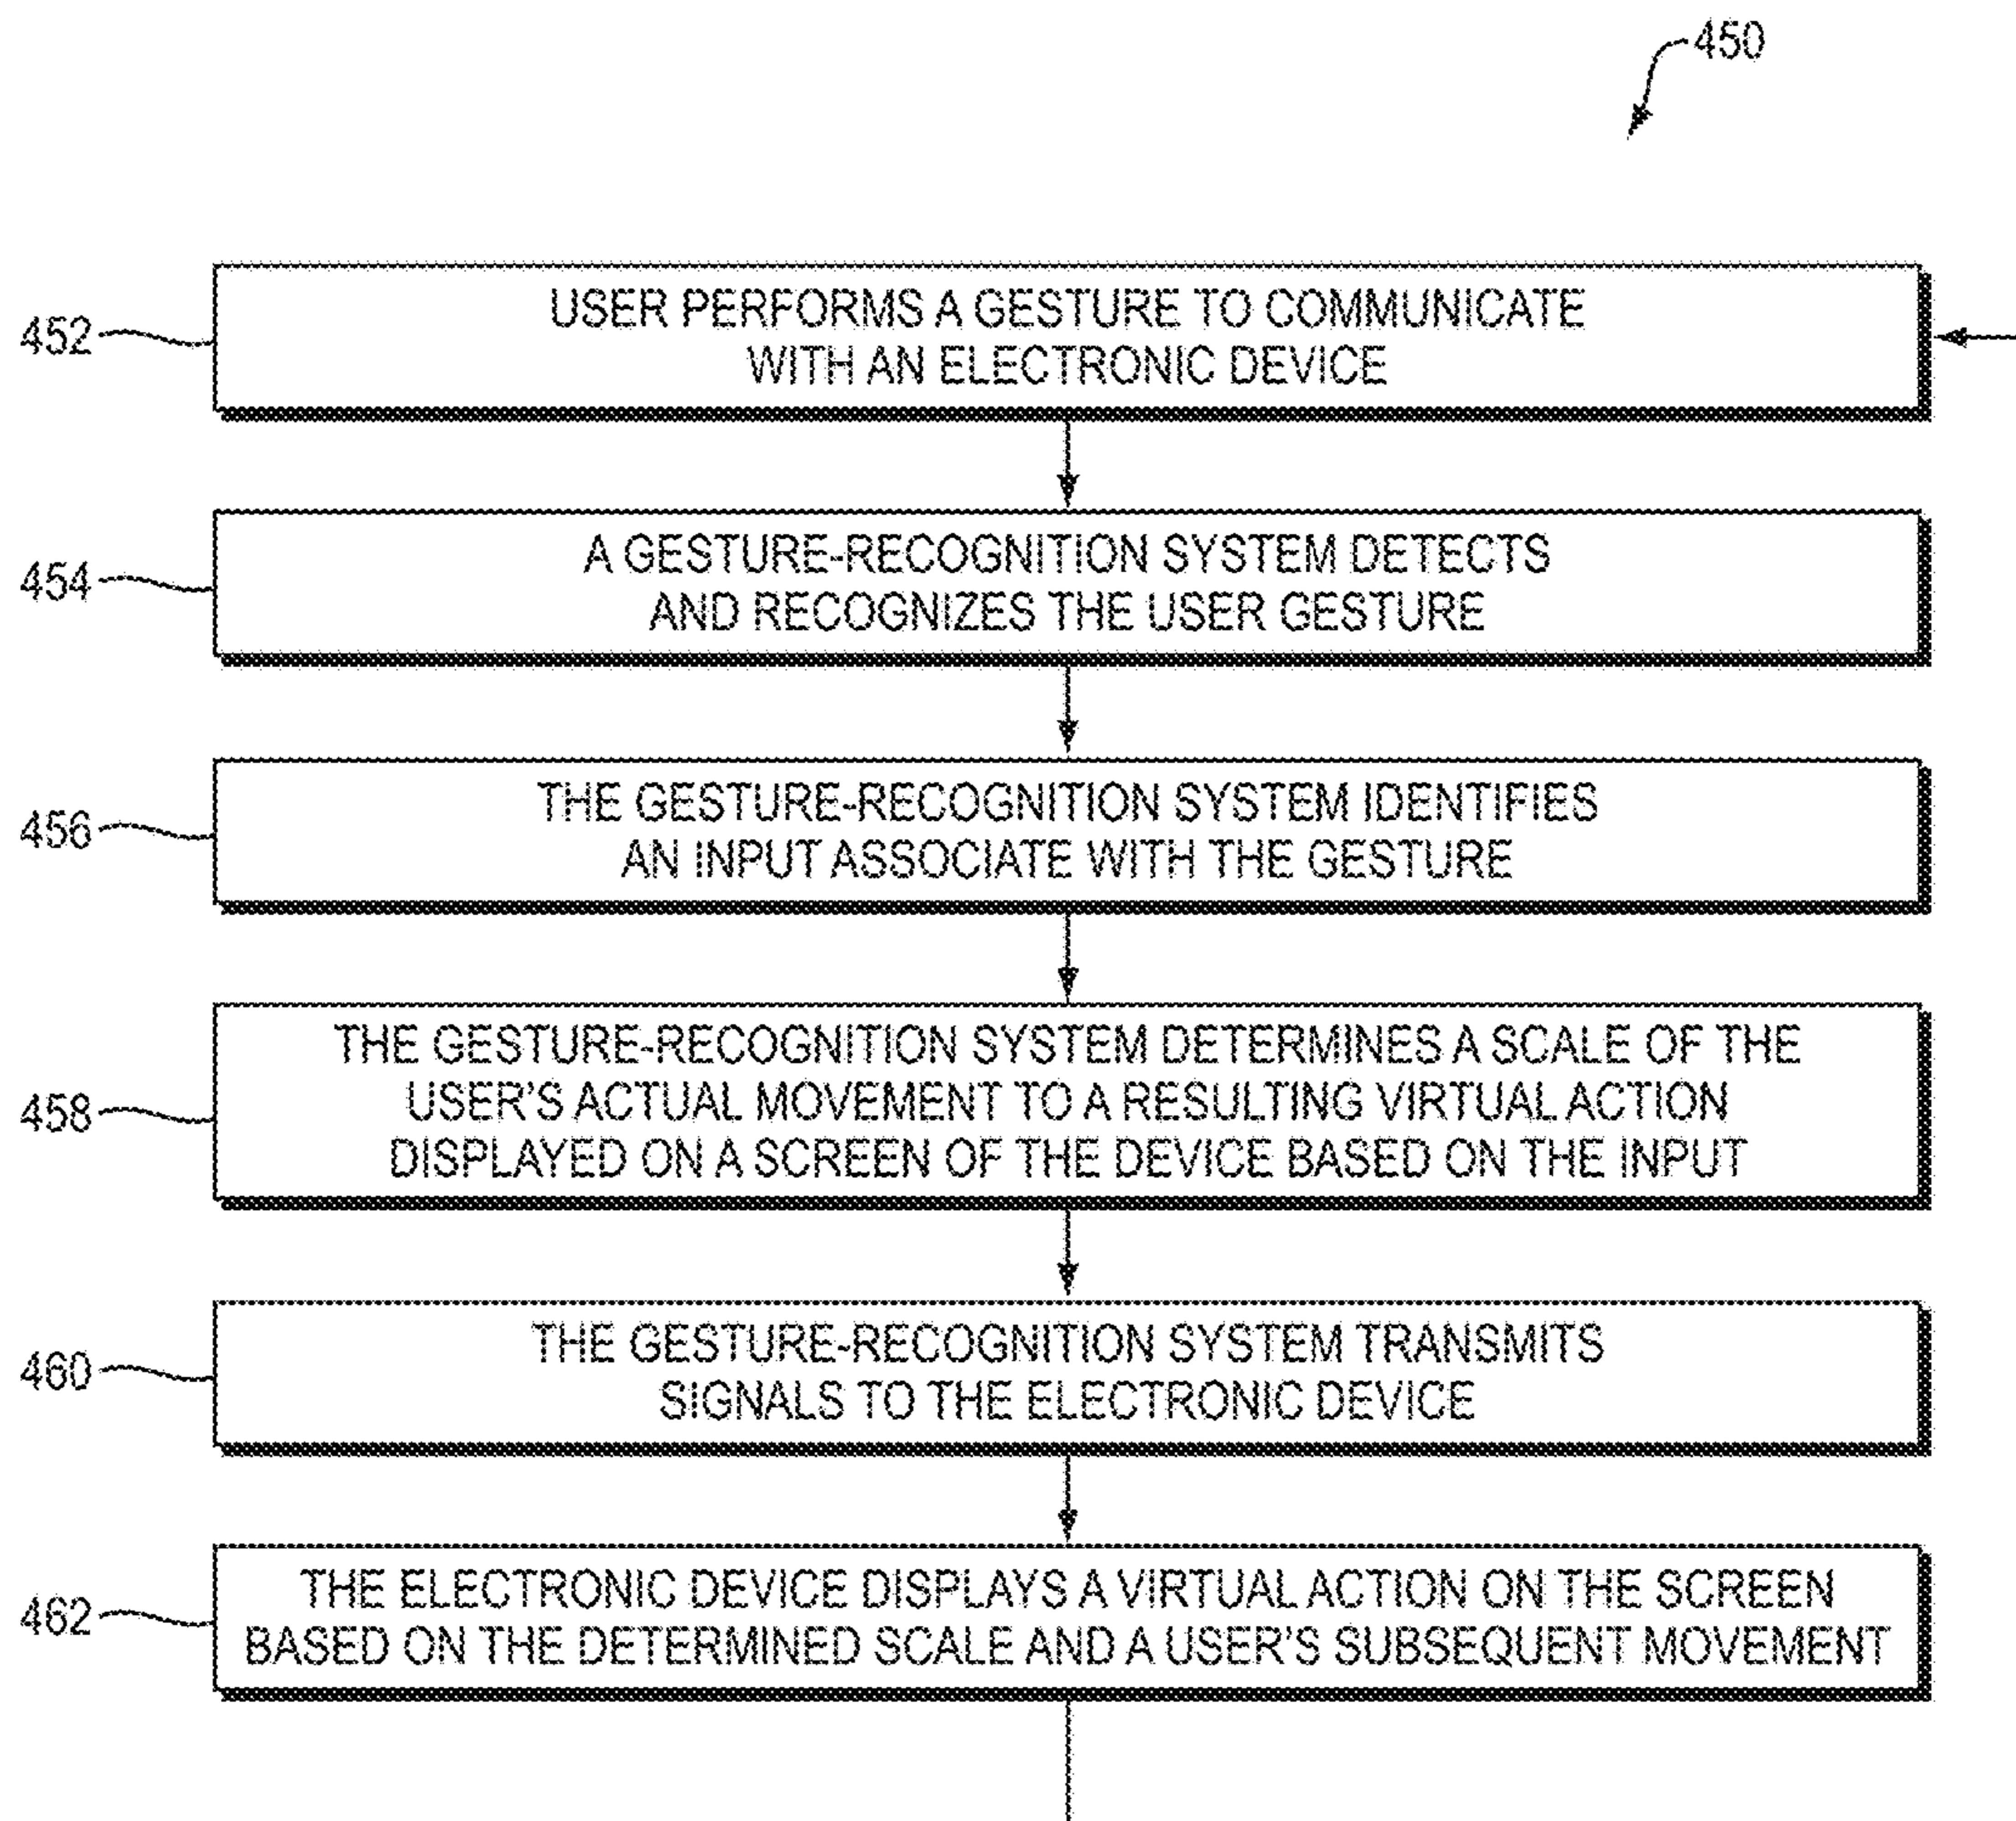 450
452
USER PERFORMS A GESTURE TO COMMUNICATE
WITH AN ELECTRONIC DEVICE
454
A GESTURE-RECOGNITION SYSTEM DETECTS
AND RECOGNIZES THE USER GESTURE
456
THE GESTURE-RECOGNITION SYSTEM IDENTIFIES
AN INPUT ASSOCIATE WITH THE GESTURE
458
THE GESTURE-RECOGNITION SYSTEM DETERMINES A SCALE OF THE
USER'S ACTUAL MOVEMENT TO A RESULTING VIRTUAL ACTION
DISPLAYED ON A SCREEN OF THE DEVICE BASED ON THE INPUT
460
THE GESTURE-RECOGNITION SYSTEM TRANSMITS
SIGNALS TO THE ELECTRONIC DEVICE
462
THE ELECTRONIC DEVICE DISPLAYS A VIRTUAL ACTION ON THE SCREEN
BASED ON THE DETERMINED SCALE AND A USER'S SUBSEQUENT MOVEMENT